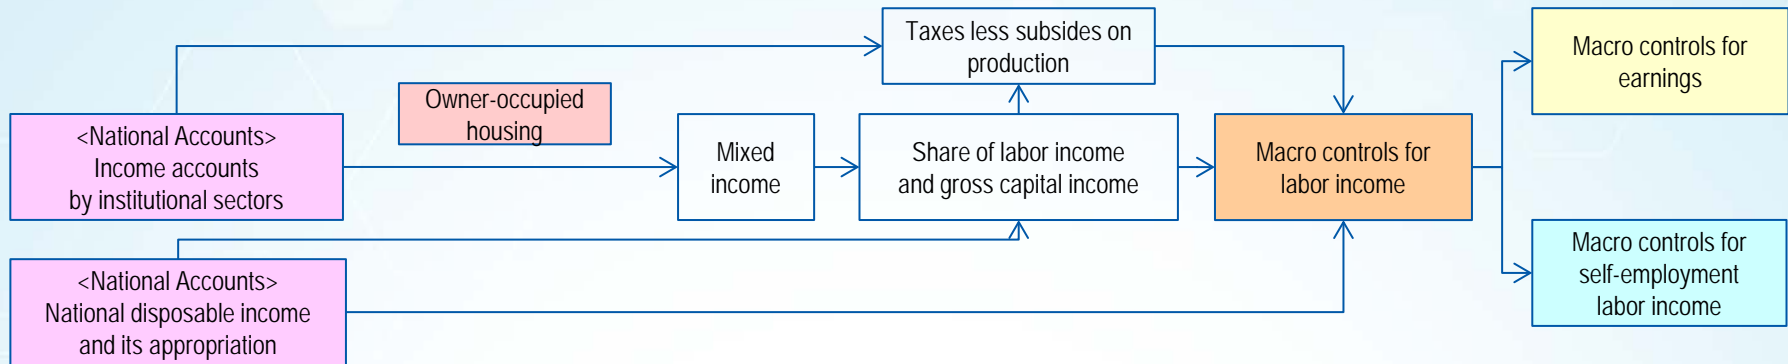 Taxes less subsides on
production
Macro controls for
earnings
Owner-occupied
housing
<National Accounts>
Income accounts
by institutional sectors
Mixed
income
Share of labor income
and gross capital income
Macro controls for
labor income
<National Accounts>
National disposable income
and its appropriation
Macro controls for
self-employment
labor income